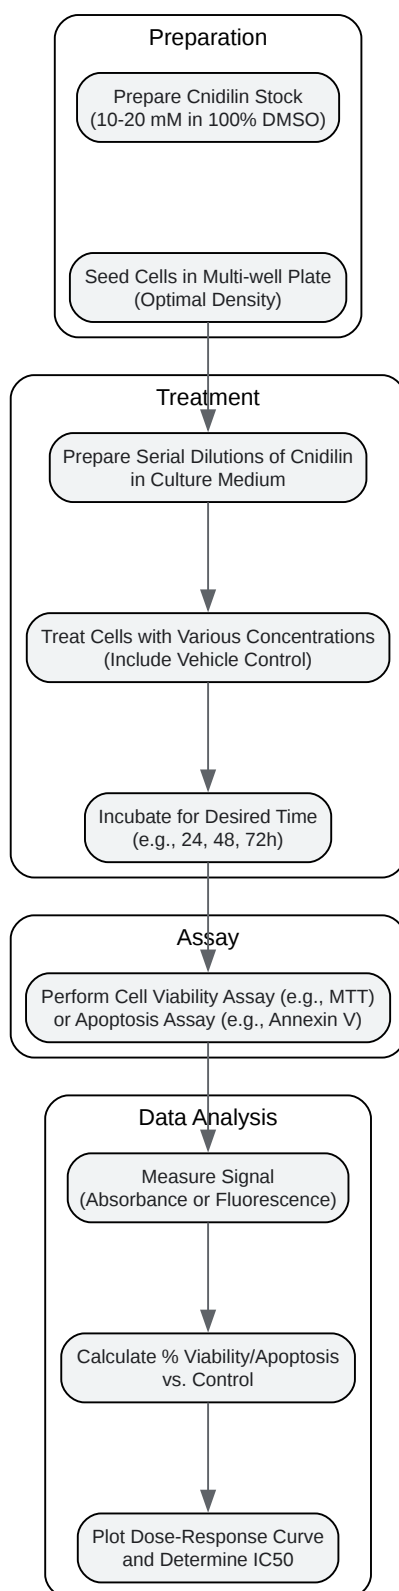 Preparation
Prepare Cnidilin Stock
(10-20 mM in 100% DMSO)
Seed Cells in Multi-well Plate
(Optimal Density)
Treatment
Prepare Serial Dilutions of Cnidilin
in Culture Medium
Treat Cells with Various Concentrations
(Include Vehicle Control)
Incubate for Desired Time
(e.g., 24, 48, 72h)
Assay
Perform Cell Viability Assay (e.g., MTT)
or Apoptosis Assay (e.g., Annexin V)
Data Analysis
Measure Signal
(Absorbance or Fluorescence)
Calculate % Viability/Apoptosis
vs. Control
Plot Dose-Response Curve
and Determine IC50